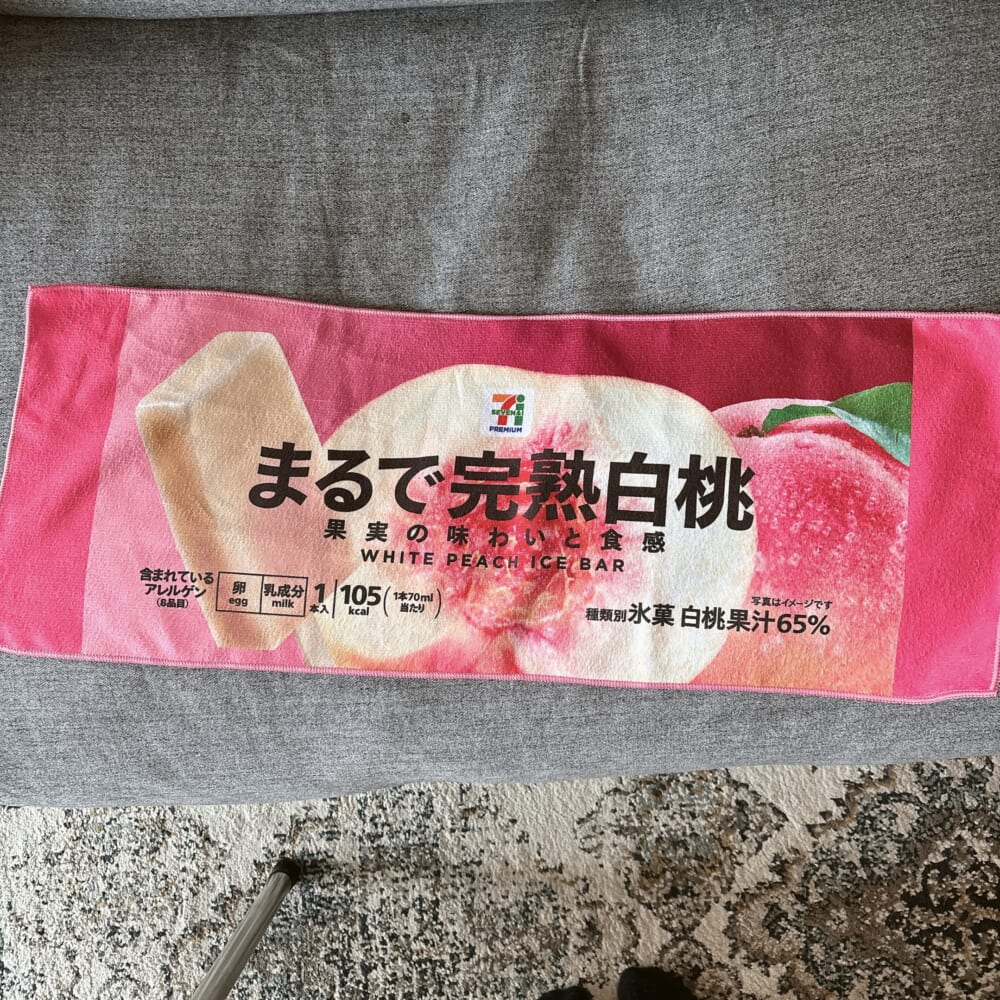 7i
SEVEN&i
PREMIUM
まるで完熟白桃
果実の味わいと食感
WHITE PEACH ICE BAR
含まれている
アレルゲン
(8品目)
卵
egg
乳成分
milk
1
本入
105
kcal
(1本70ml
当たり)
写真はイメージです
種類別氷菓 白桃果汁65%